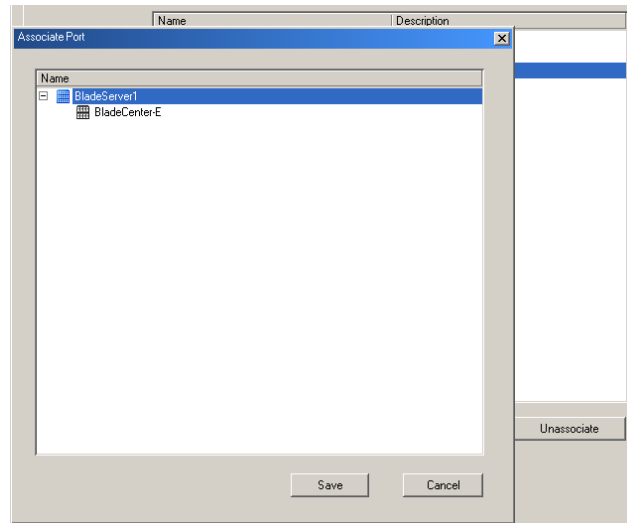 Name Description
Associate Port
Name
BladeServer1
BladeCenter-E
Unassociate
Save Cancel